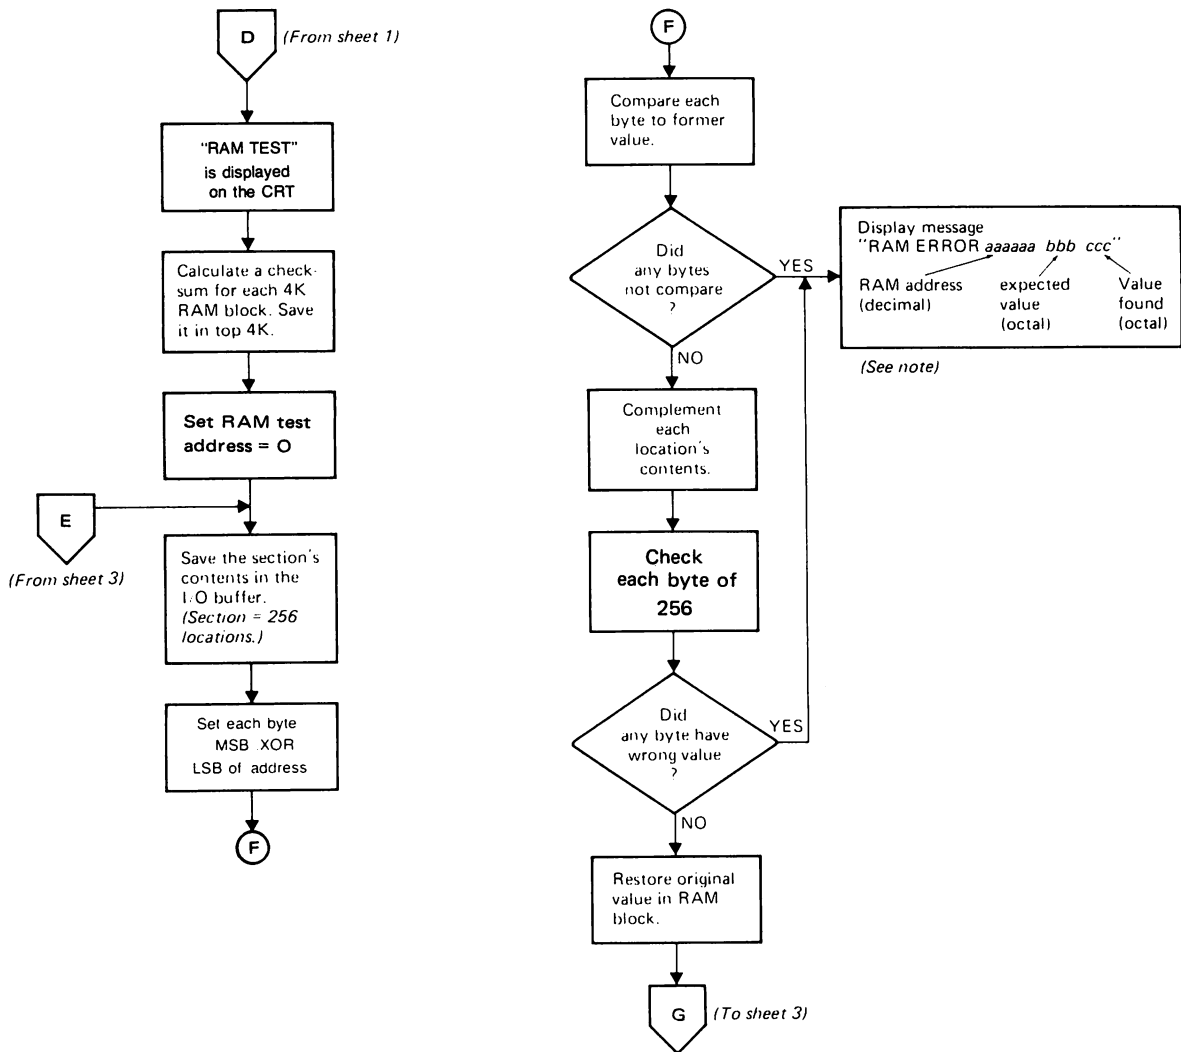 D
(From sheet 1)
"RAM TEST"
is displayed
on the CRT
Calculate a check-
sum for each 4K
RAM block. Save
it in top 4K.
Set RAM test
address = O
E
(From sheet 3)
Save the section's
contents in the
I/O buffer.
(Section = 256
locations.)
Set each byte
MSB .XOR
LSB of address
F
F
Compare each
byte to former
value.
Did
any bytes
not compare
?
YES
NO
Display message
"RAM ERROR aaaaaa bbb ccc"
RAM address
(decimal)
expected
value
(octal)
Value
found
(octal)
(See note)
Complement
each
location's
contents.
Check
each byte of
256
Did
any byte have
wrong value
?
YES
NO
Restore original
value in RAM
block.
G
(To sheet 3)